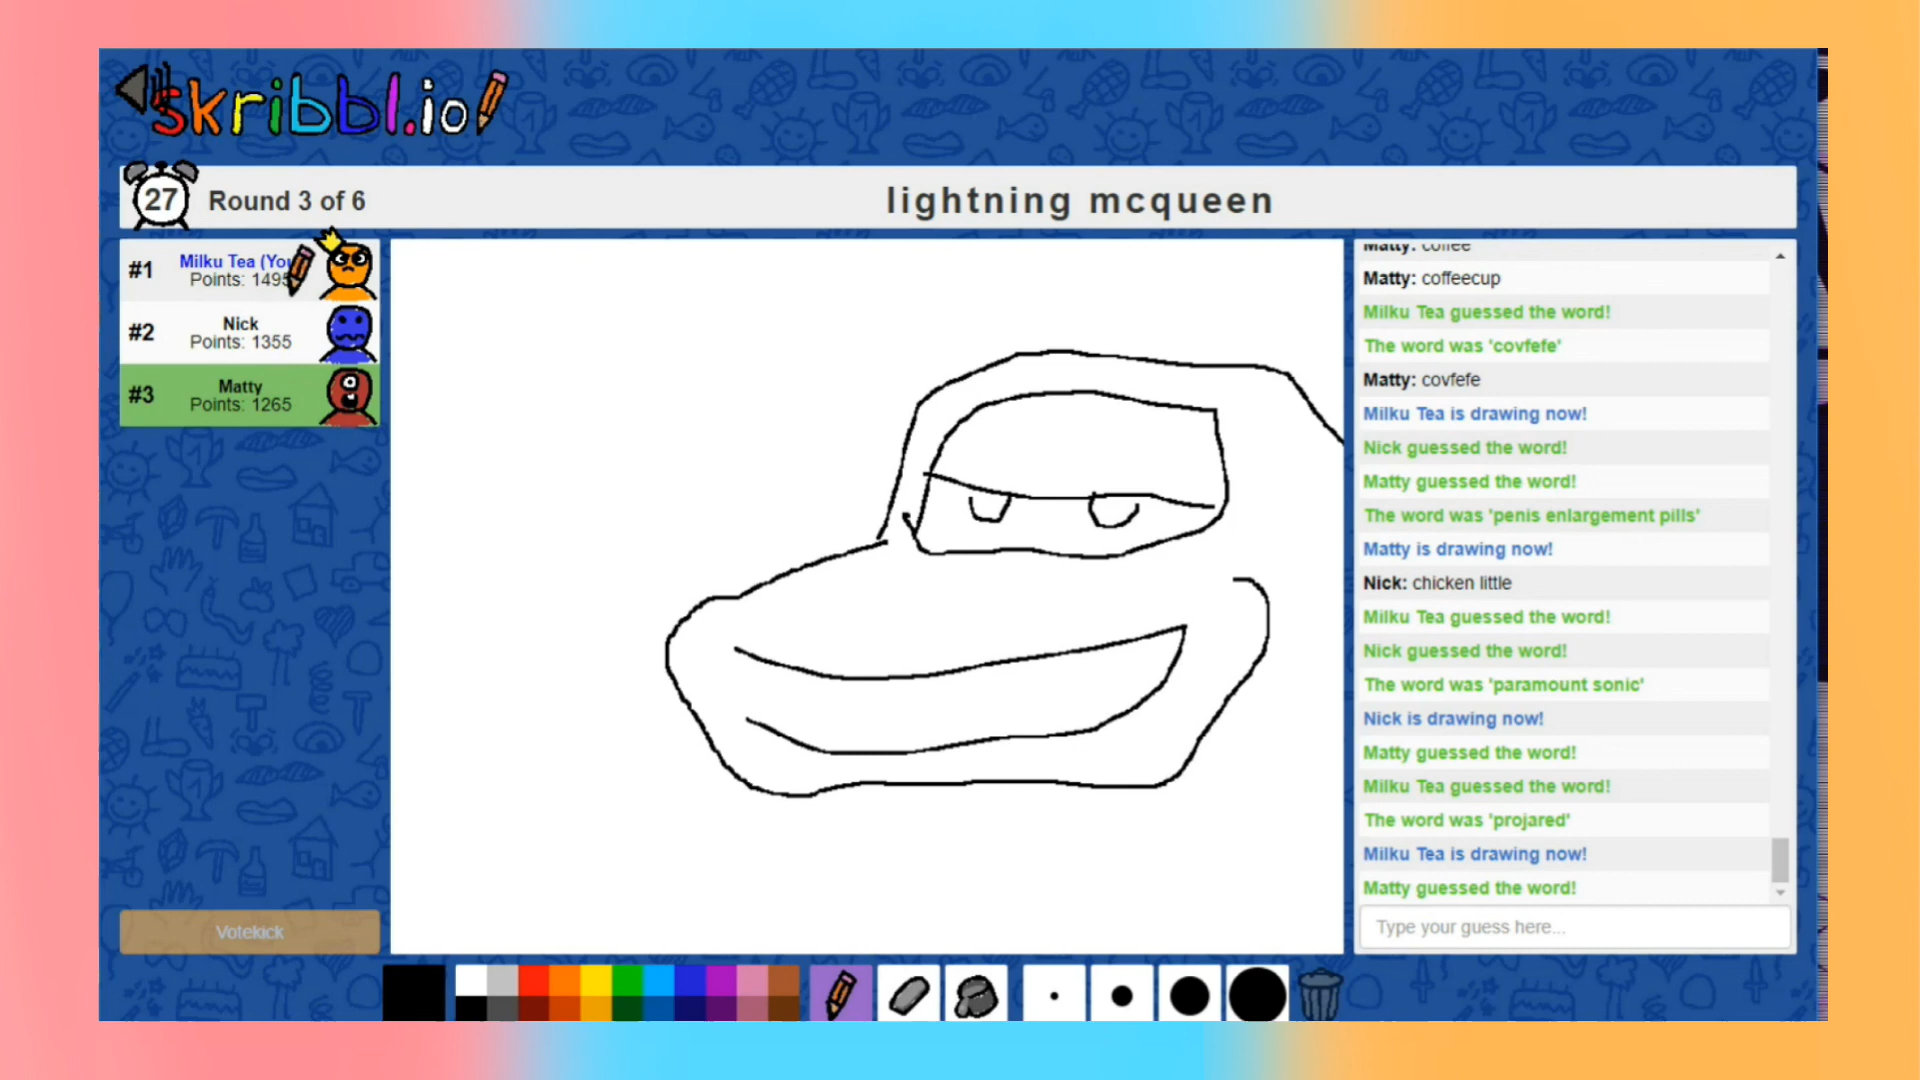 skribbl.io
27 Round 3 of 6
lightning mcqueen
#1 Milku Tea (You
Points: 1495
#2 Nick
Points: 1355
#3 Matty
Points: 1265
Votekick
Matty: coffee
Matty: coffeecup
Milku Tea guessed the word!
The word was 'covfefe'
Matty: covfefe
Milku Tea is drawing now!
Nick guessed the word!
Matty guessed the word!
The word was 'penis enlargement pills'
Matty is drawing now!
Nick: chicken little
Milku Tea guessed the word!
Nick guessed the word!
The word was 'paramount sonic'
Nick is drawing now!
Matty guessed the word!
Milku Tea guessed the word!
The word was 'projared'
Milku Tea is drawing now!
Matty guessed the word!
Type your guess here...